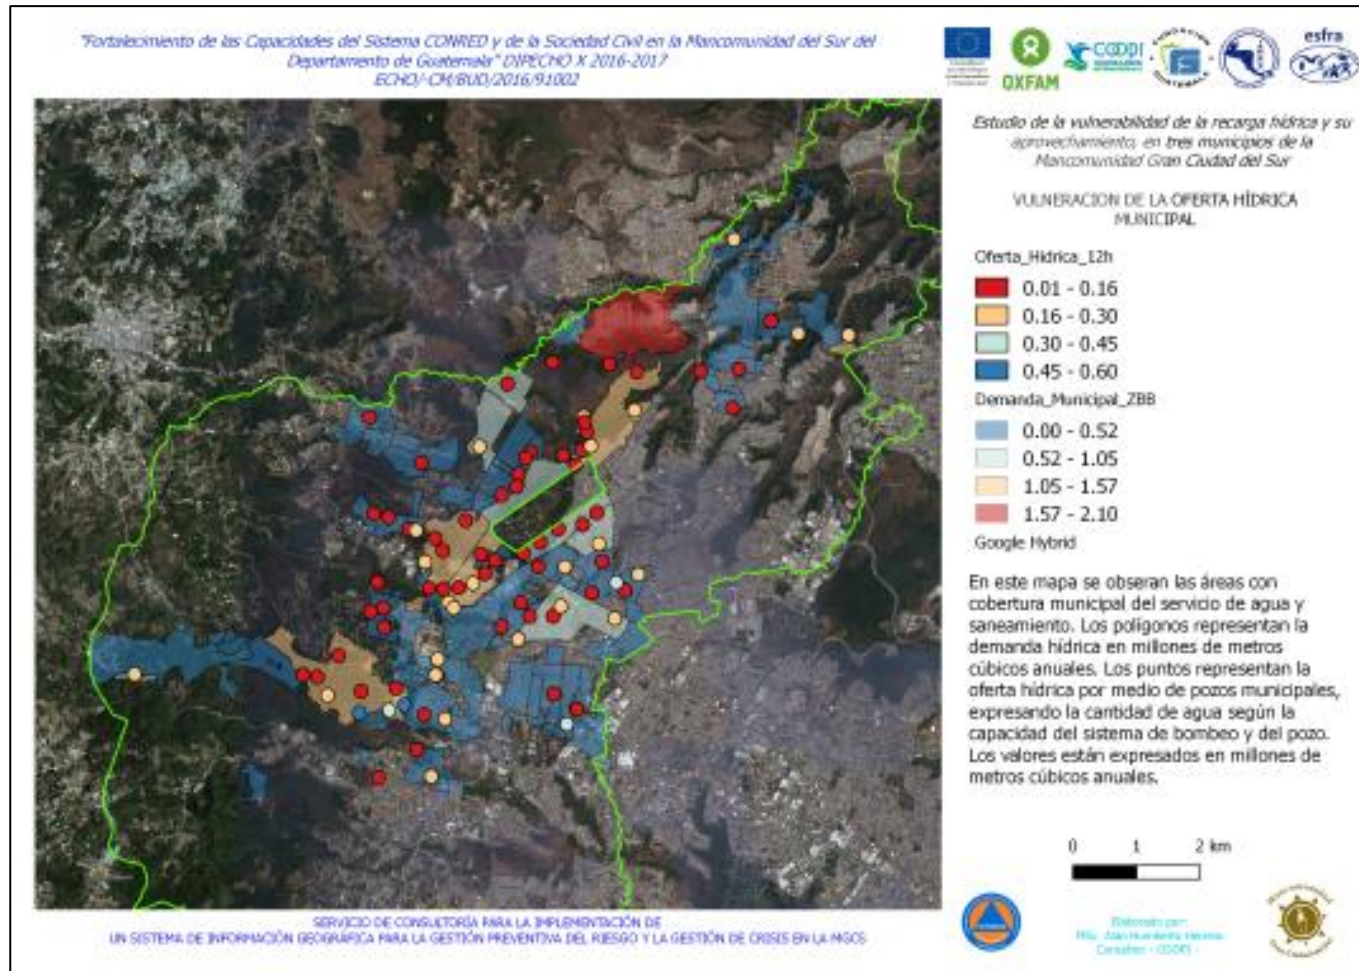 "Fortalecimiento de las Capacidades del Sistema CONRED y de la Sociedad Civil en la Mancomunidad del Sur del
Departamento de Guatemala" DIPECHO X 2016-2017
ECHO/-CM/BUD/2016/91002
OXFAM
COOPI
esfra
Estudio de la vulnerabilidad de la recarga hídrica y su
aprovechamiento, en tres municipios de la
Mancomunidad Gran Ciudad del Sur
VULNERACION DE LA OFERTA HÍDRICA
MUNICIPAL
Oferta_Hidrica_12h
0.01 - 0.16
0.16 - 0.30
0.30 - 0.45
0.45 - 0.60
Demanda_Municipal_ZBB
0.00 - 0.52
0.52 - 1.05
1.05 - 1.57
1.57 - 2.10
Google Hybrid
En este mapa se obseran las áreas con
cobertura municipal del servicio de agua y
saneamiento. Los polígonos representan la
demanda hídrica en millones de metros
cúbicos anuales. Los puntos representan la
oferta hídrica por medio de pozos municipales,
expresando la cantidad de agua según la
capacidad del sistema de bombeo y del pozo.
Los valores están expresados en millones de
metros cúbicos anuales.
0 1 2 km
Elaborado por:
MSc. Alan Humberto
Consultor - COOPI
SERVICIO DE CONSULTORÍA PARA LA IMPLEMENTACIÓN DE
UN SISTEMA DE INFORMACIÓN GEOGRÁFICA PARA LA GESTIÓN PREVENTIVA DEL RIESGO Y LA GESTIÓN DE CRISIS EN LA MGCS